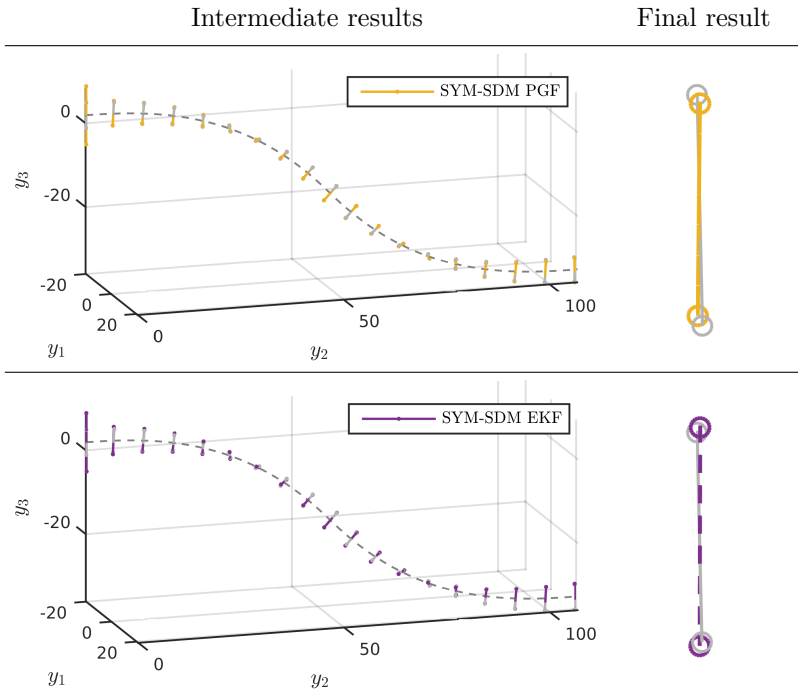 Intermediate results
Final result
SYM-SDM PGF
0
-20
y3
-20
0
20
y1
0
50
100
y2
SYM-SDM EKF
0
-20
y3
-20
0
20
y1
0
50
100
y2